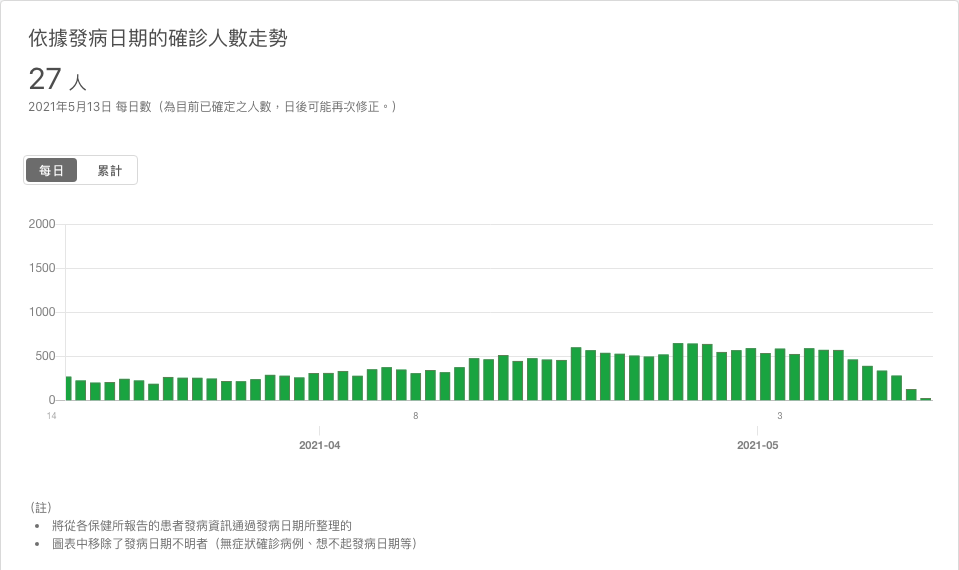 依據發病日期的確診人數走勢
27 人
2021年5月13日 每日數（為目前已確定之人數，日後可能再次修正。）
每日 累計
2000
1500
1000
500
0
14 8 3
2021-04 2021-05
（註）
• 將從各保健所報告的患者發病資訊通過發病日期所整理的
• 圖表中移除了發病日期不明者（無症狀確診病例、想不起發病日期等）